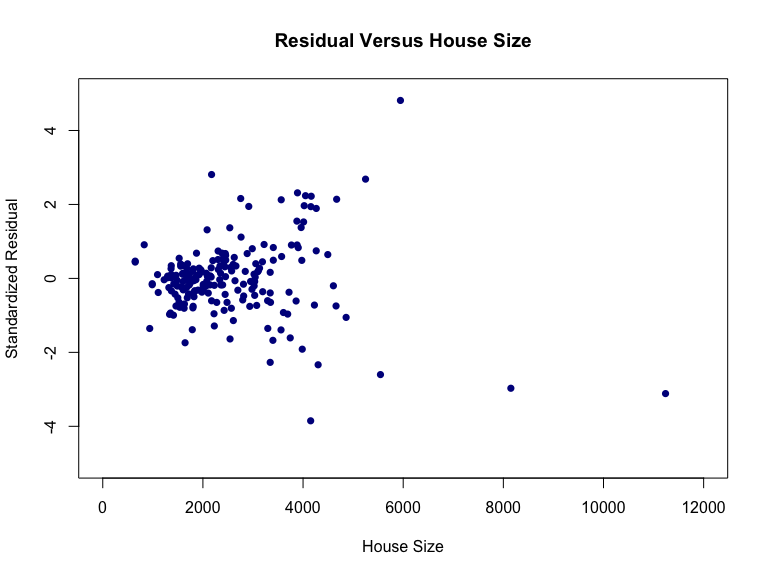 Residual Versus House Size
Standardized Residual
4
2
0
-2
-4
0 2000 4000 6000 8000 10000 12000
House Size